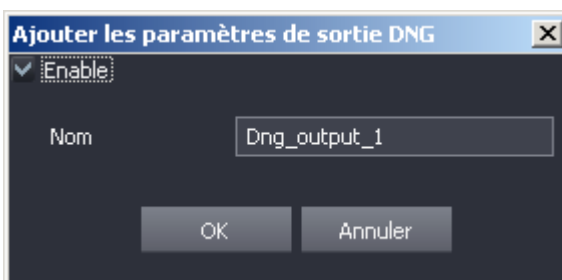 Ajouter les paramètres de sortie DNG
Enable
Nom Dng_output_1
OK Annuler